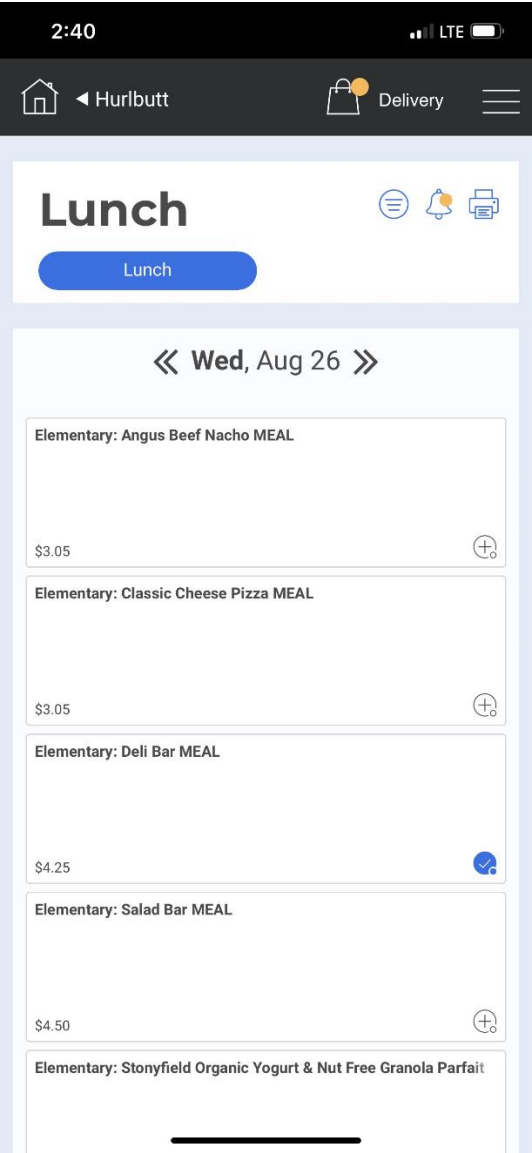 2:40 LTE
Hurlbutt Delivery
Lunch
Lunch
Wed, Aug 26
Elementary: Angus Beef Nacho MEAL
$3.05
Elementary: Classic Cheese Pizza MEAL
$3.05
Elementary: Deli Bar MEAL
$4.25
Elementary: Salad Bar MEAL
$4.50
Elementary: Stonyfield Organic Yogurt & Nut Free Granola Parfait